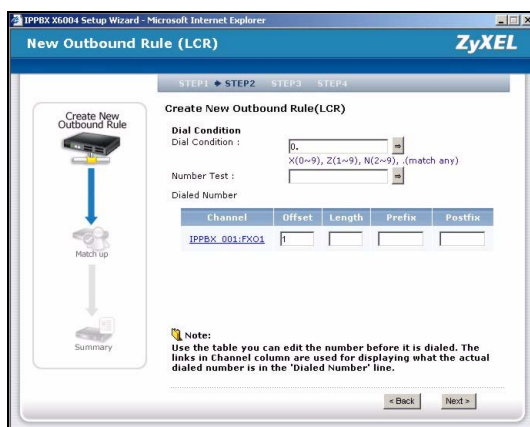 IPPBX X6004 Setup Wizard - Microsoft Internet Explorer
New Outbound Rule (LCR)
ZyXEL
STEP1 STEP2 STEP3 STEP4
Create New
Outbound Rule
Match up
Summary
Create New Outbound Rule(LCR)
Dial Condition
Dial Condition :
0.
X(0~9), Z(1~9), N(2~9), .(match any)
Number Test :
Dialed Number
Channel Offset Length Prefix Postfix
IPPBX_001:FXO1 1
Note:
Use the table you can edit the number before it is dialed. The
links in Channel column are used for displaying what the actual
dialed number is in the 'Dialed Number' line.
< Back Next >